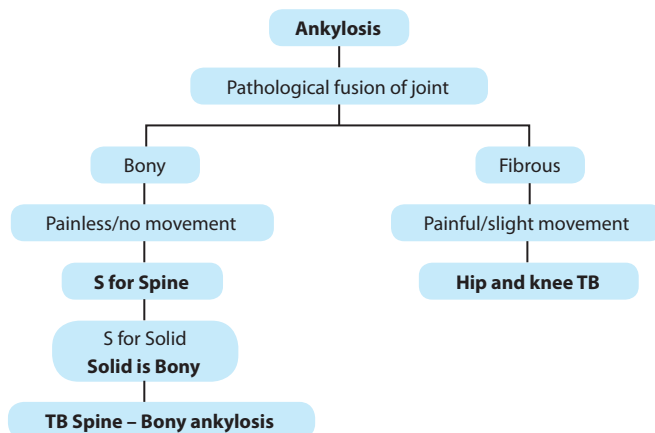 Ankylosis
Pathological fusion of joint
Bony
Fibrous
Painless/no movement
Painful/slight movement
S for Spine
Hip and knee TB
S for Solid
Solid is Bony
TB Spine – Bony ankylosis